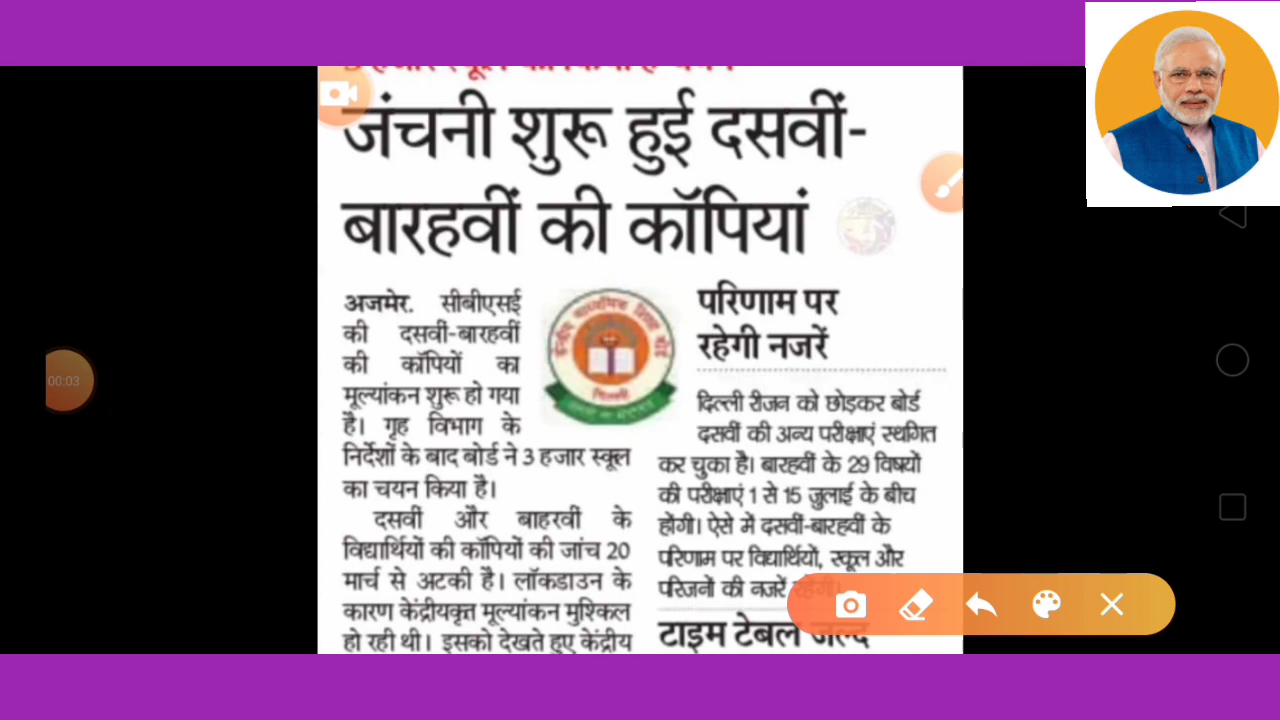 जंचनी शुरू हुई दसवीं-
बारहवीं की कॉपियां
अजमेर. सीबीएसई
की दसवीं-बारहवीं
की कॉपियों का
मूल्यांकन शुरू हो गया
है। गृह विभाग के
निर्देशों के बाद बोर्ड ने 3 हजार स्कूल
का चयन किया है।
दसवीं और बाहरवीं के
विद्यार्थियों की कॉपियों की जांच 20
मार्च से अटकी है। लॉकडाउन के
कारण केंद्रीयकृत मूल्यांकन मुश्किल
हो रही थी। इसको देखते हुए केंद्रीय
परिणाम पर
रहेगी नजरें
दिल्ली रीजन को छोड़कर बोर्ड
दसवीं की अन्य परीक्षाएं स्थगित
कर चुका है। बारहवीं के 29 विषयों
की परीक्षाएं 1 से 15 जुलाई के बीच
होंगी। ऐसे में दसवीं-बारहवीं के
परिणाम पर विद्यार्थियों, स्कूल और
परिजनों की नजरें रहेंगी।
टाइम टेबल जल्द
00:03